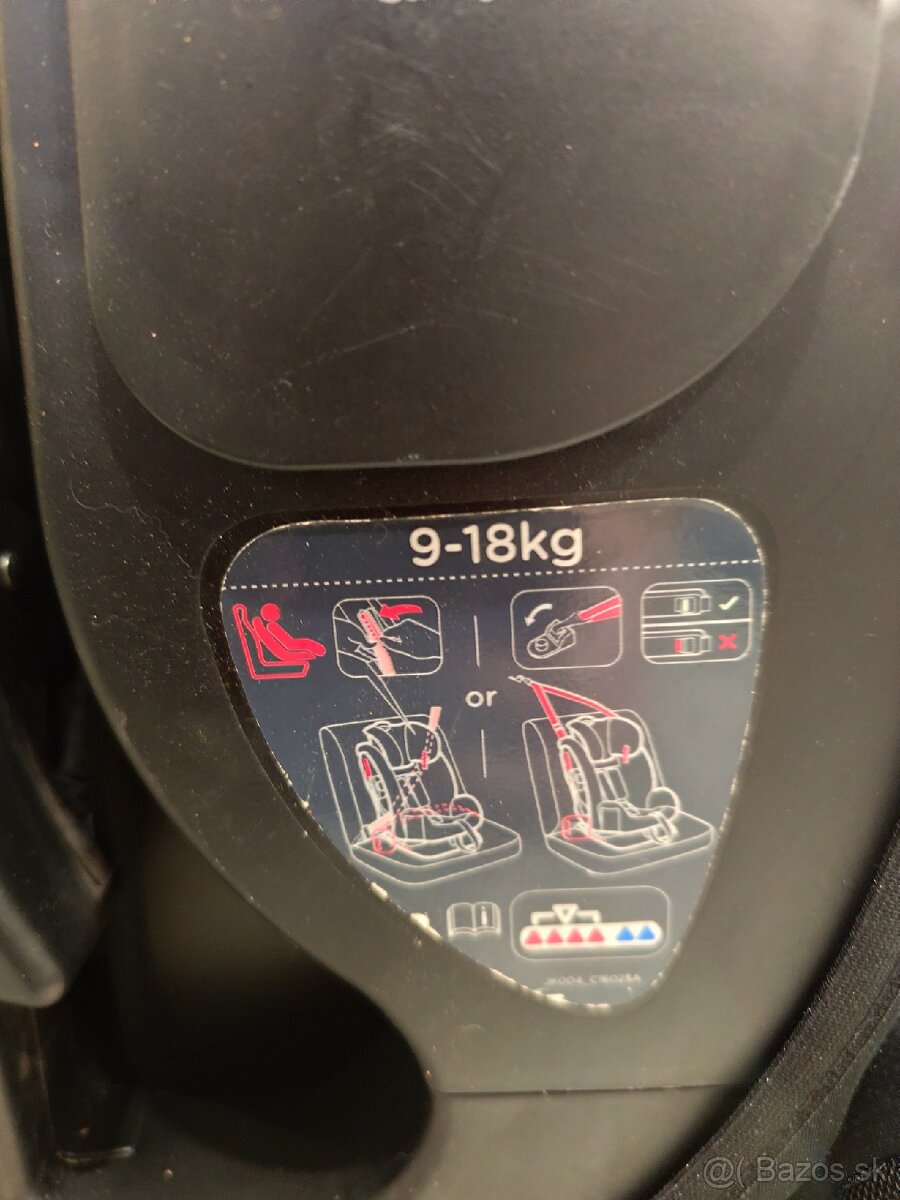 9-18kg
or
@( Bazos.sk